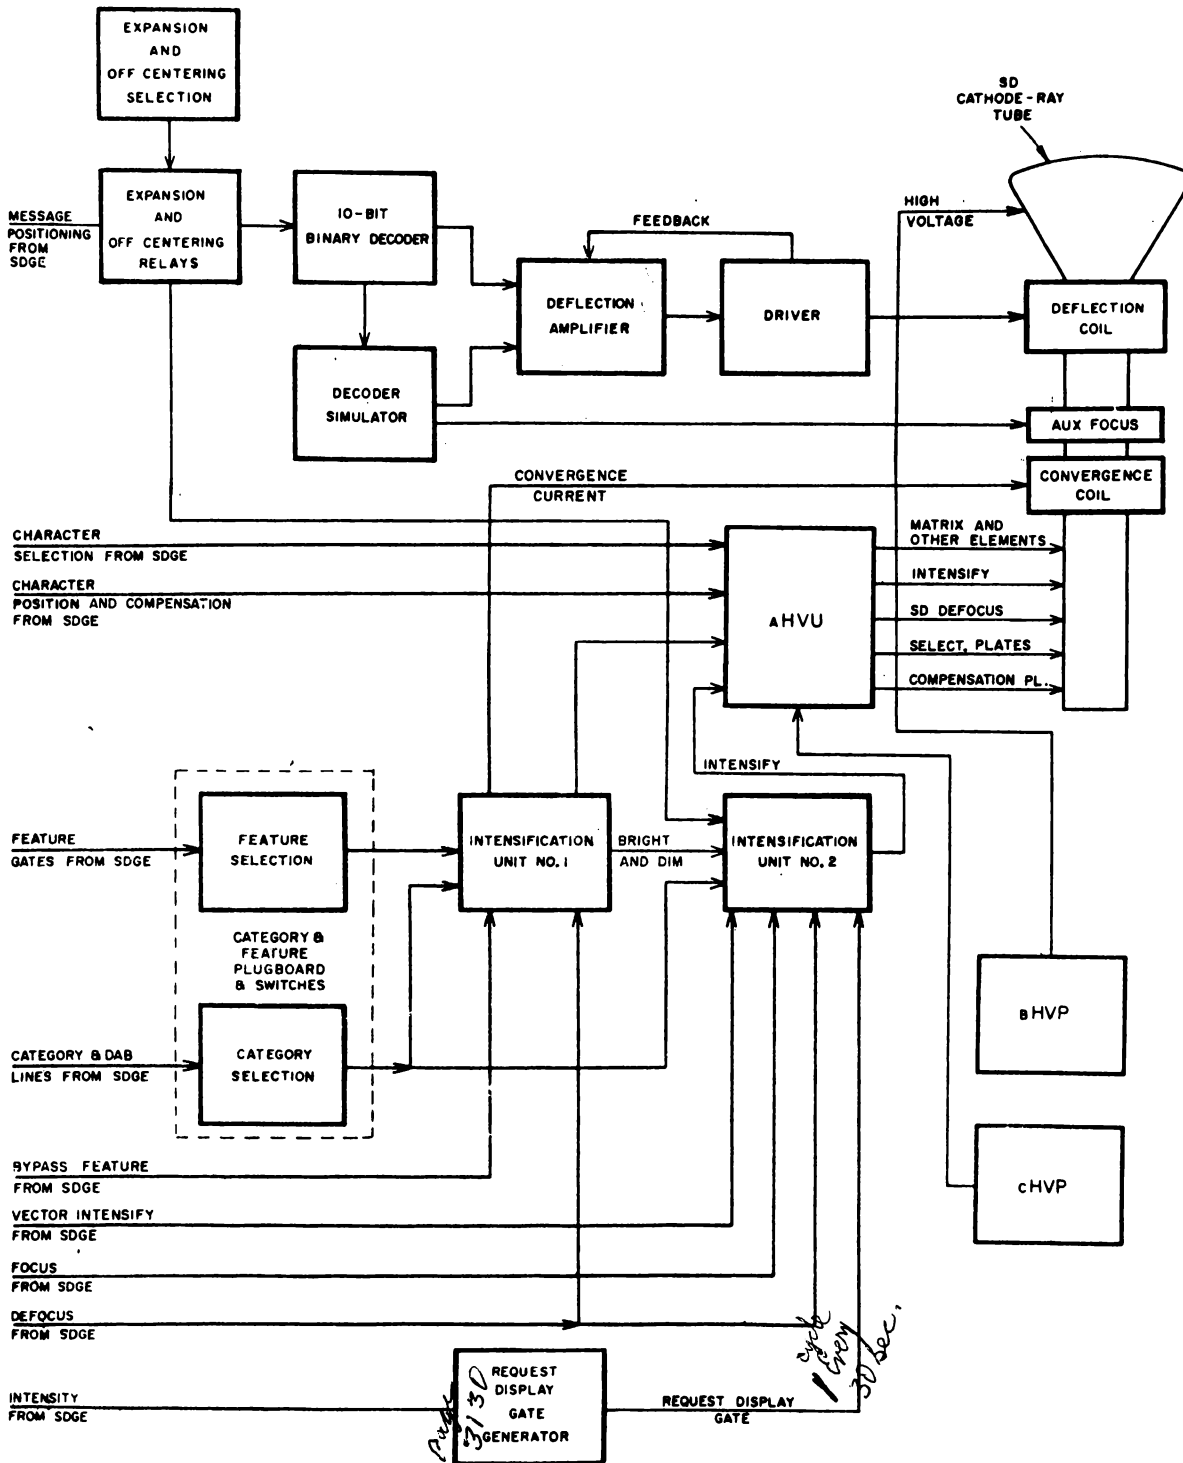 EXPANSION
AND
OFF CENTERING
SELECTION
SD
CATHODE-RAY
TUBE
MESSAGE
POSITIONING
FROM
SDGE
EXPANSION
AND
OFF CENTERING
RELAYS
10-BIT
BINARY DECODER
FEEDBACK
HIGH
VOLTAGE
DEFLECTION
AMPLIFIER
DRIVER
DEFLECTION
COIL
DECODER
SIMULATOR
AUX FOCUS
CONVERGENCE
CURRENT
CONVERGENCE
COIL
CHARACTER
SELECTION FROM SDGE
CHARACTER
POSITION AND COMPENSATION
FROM SDGE
A HVU
MATRIX AND
OTHER ELEMENTS
INTENSIFY
SD DEFOCUS
SELECT. PLATES
COMPENSATION PL.
INTENSIFY
FEATURE
GATES FROM SDGE
FEATURE
SELECTION
INTENSIFICATION
UNIT NO. 1
BRIGHT
AND DIM
INTENSIFICATION
UNIT NO. 2
CATEGORY &
FEATURE
PLUGBOARD
& SWITCHES
CATEGORY & DAB
LINES FROM SDGE
CATEGORY
SELECTION
B HVP
C HVP
BYPASS FEATURE
FROM SDGE
VECTOR INTENSIFY
FROM SDGE
FOCUS
FROM SDGE
DEFOCUS
FROM SDGE
1 cycle
Every
30 sec.
INTENSITY
FROM SDGE
Page
3130
REQUEST
DISPLAY
GATE
GENERATOR
REQUEST DISPLAY
GATE